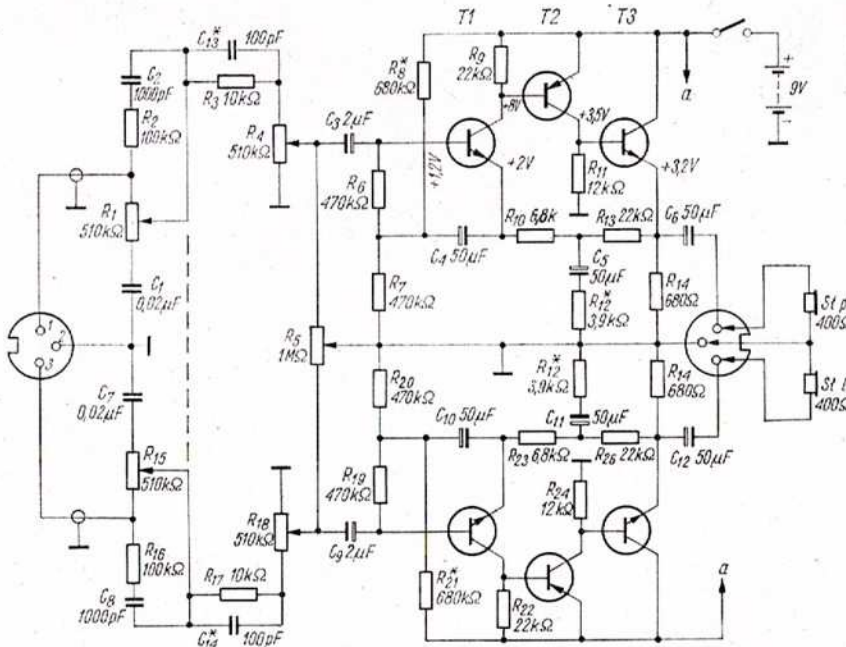 T1 T2 T3
C13* 100pF
R3 10kΩ
C2 1000pF
R2 100kΩ
R1 510kΩ
C1 0,02μF
1
2
3
C7 0,02μF
R15 510kΩ
R16 100kΩ
C8 1000pF
R17 10kΩ
C14* 100pF
R4 510kΩ
C3 2μF
R8* 680kΩ
R9 22kΩ
+8V
+3,5V
+1,2V
+2V
+3,2V
R6 470kΩ
R11 12kΩ
R10 6,8k
R13 22kΩ
C6 50μF
C4 50μF
C5 50μF
R7 470kΩ
R12* 3,9kΩ
R14 680Ω
R5 1MΩ
R20 470kΩ
R12* 3,9kΩ
R14 680Ω
C10 50μF
C11 50μF
R23 6,8kΩ
R26 22kΩ
C12 50μF
R19 470kΩ
R24 12kΩ
R18 510kΩ
C9 2μF
R21* 680kΩ
R22 22kΩ
a
a
+
9V
-
St p
400Ω
St
400Ω